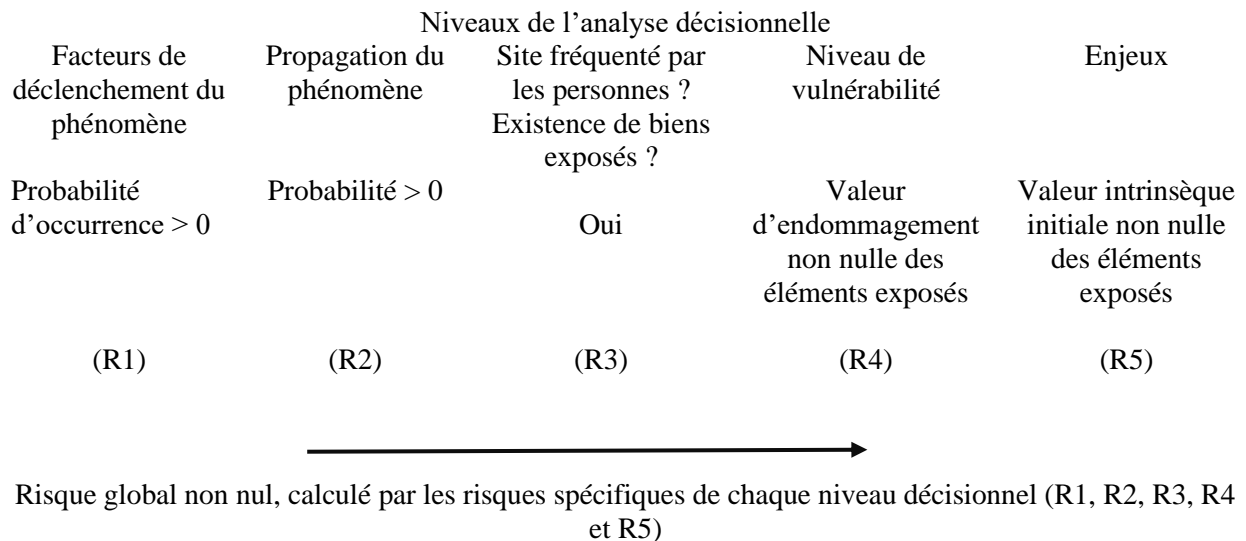 Niveaux de l’analyse décisionnelle
Facteurs de
déclenchement du
phénomène
Propagation du
phénomène
Site fréquenté par
les personnes ?
Existence de biens
exposés ?
Niveau de
vulnérabilité
Enjeux
Probabilité
d’occurrence > 0
Probabilité > 0
Oui
Valeur
d’endommagement
non nulle des
éléments exposés
Valeur intrinsèque
initiale non nulle
des éléments
exposés
(R1)
(R2)
(R3)
(R4)
(R5)
Risque global non nul, calculé par les risques spécifiques de chaque niveau décisionnel (R1, R2, R3, R4
et R5)